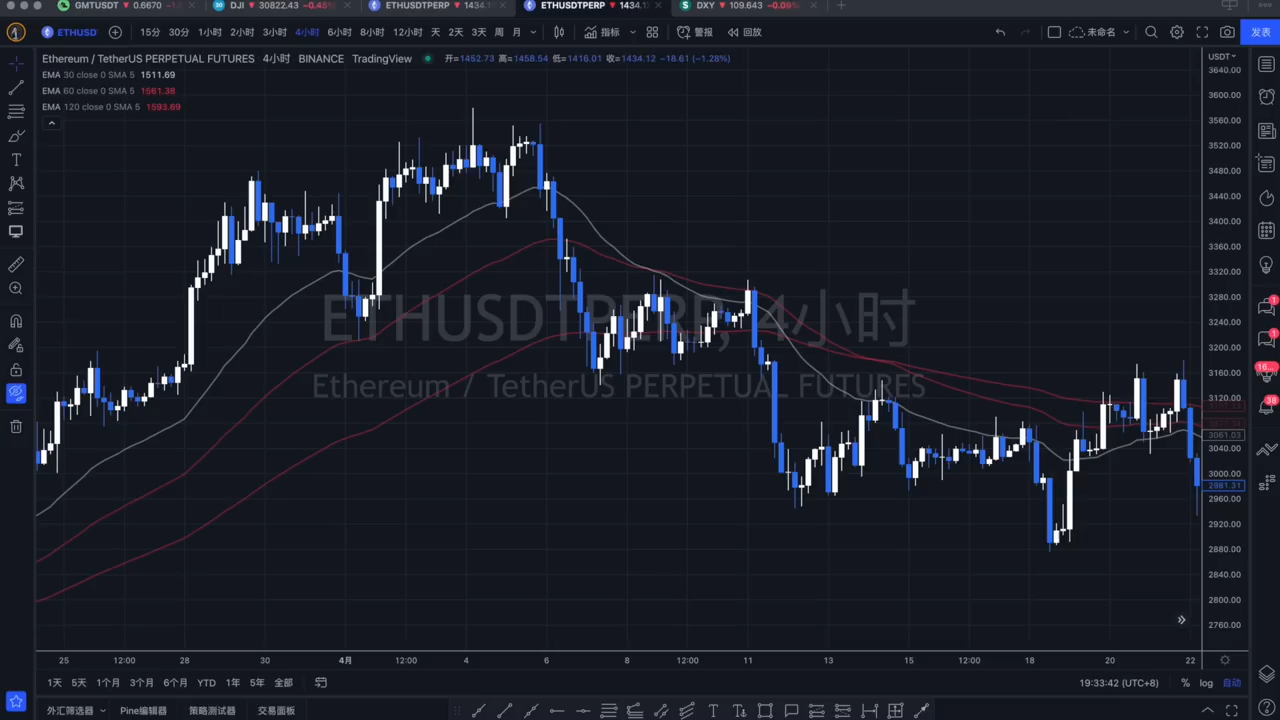 GMTUSDT ▼ 0.6670
DJI ▼ 30822.43 −0.45%
ETHUSDTPERP ▼ 1434.1
ETHUSDTPERP ▼ 1434.1
DXY ▼ 109.643 −0.09%
ETHUSD 15分 30分 1小时 2小时 3小时 4小时 6小时 8小时 12小时 天 2天 3天 周 月 指标 警报 回放 未命名 发表
Ethereum / TetherUS PERPETUAL FUTURES 4小时 BINANCE TradingView 开=1452.73 高=1458.54 低=1416.01 收=1434.12 −18.61 (−1.28%)
EMA 30 close 0 SMA 5 1511.69
EMA 60 close 0 SMA 5 1561.38
EMA 120 close 0 SMA 5 1593.69
ETHUSDTPERP, 4小时
Ethereum / TetherUS PERPETUAL FUTURES
USDT
3640.00
3600.00
3560.00
3520.00
3480.00
3440.00
3400.00
3360.00
3320.00
3280.00
3240.00
3200.00
3160.00
3120.00
3061.03
3040.00
3000.00
2981.31
2960.00
2920.00
2880.00
2840.00
2800.00
2760.00
1
1
16...
38
25 12:00 28 30 4月 12:00 4 6 8 12:00 11 13 15 12:00 18 20 22
1天 5天 1个月 3个月 6个月 YTD 1年 5年 全部 19:33:42 (UTC+8) % log 自动
外汇筛选器 Pine编辑器 策略测试器 交易面板